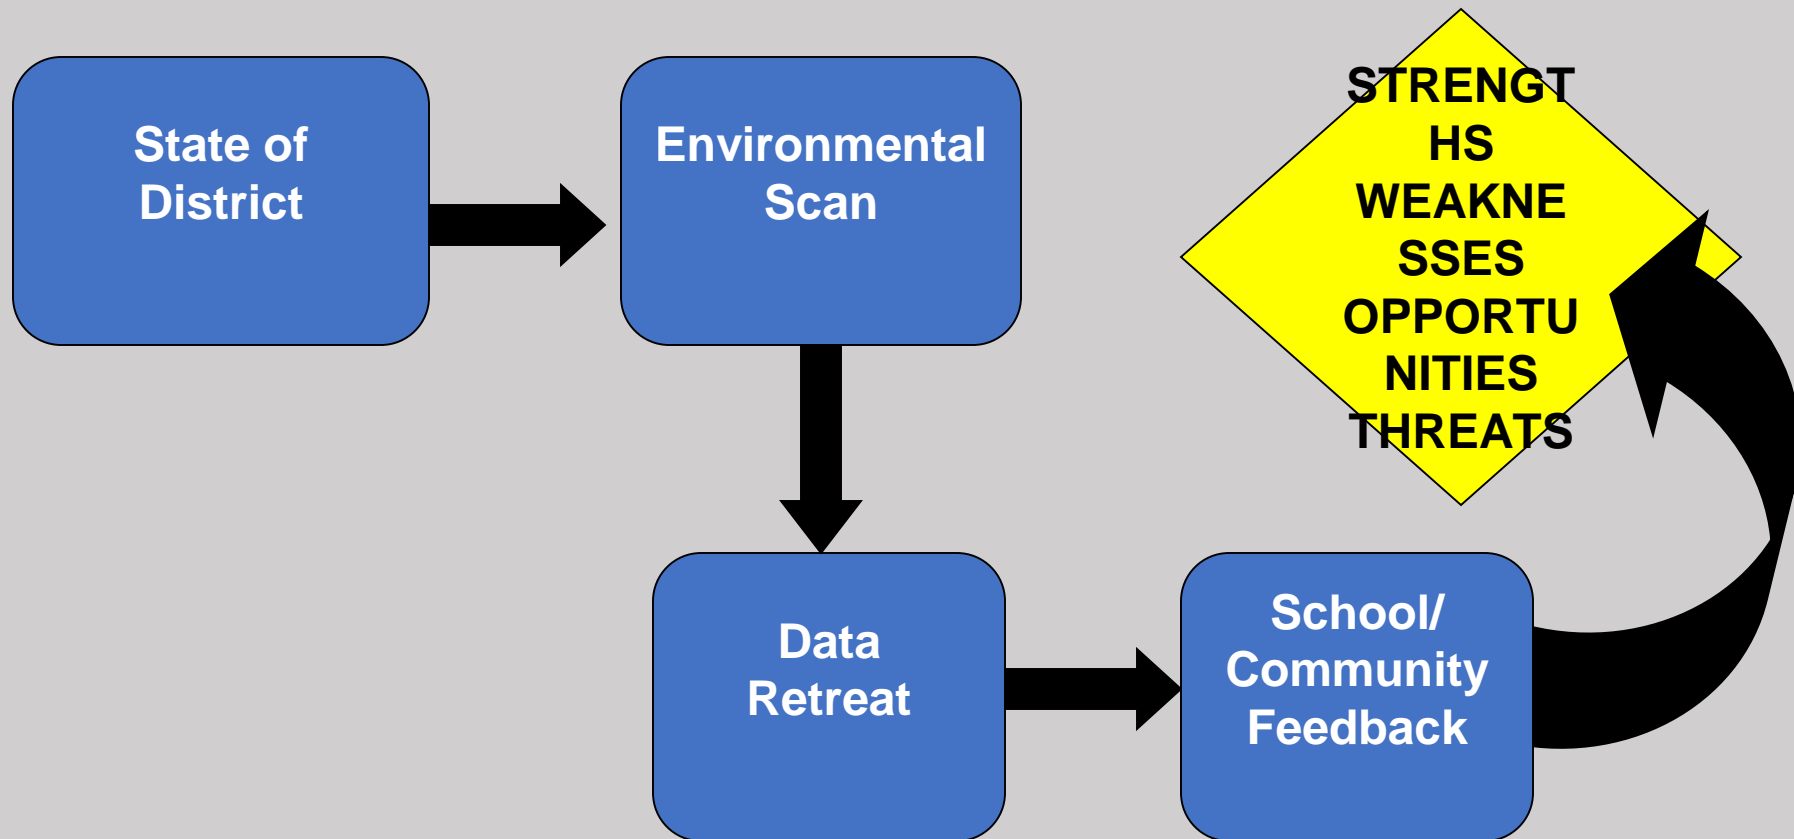 State of
District
Environmental
Scan
STRENGT
HS
WEAKNE
SSES
OPPORTU
NITIES
THREATS
Data
Retreat
School/
Community
Feedback